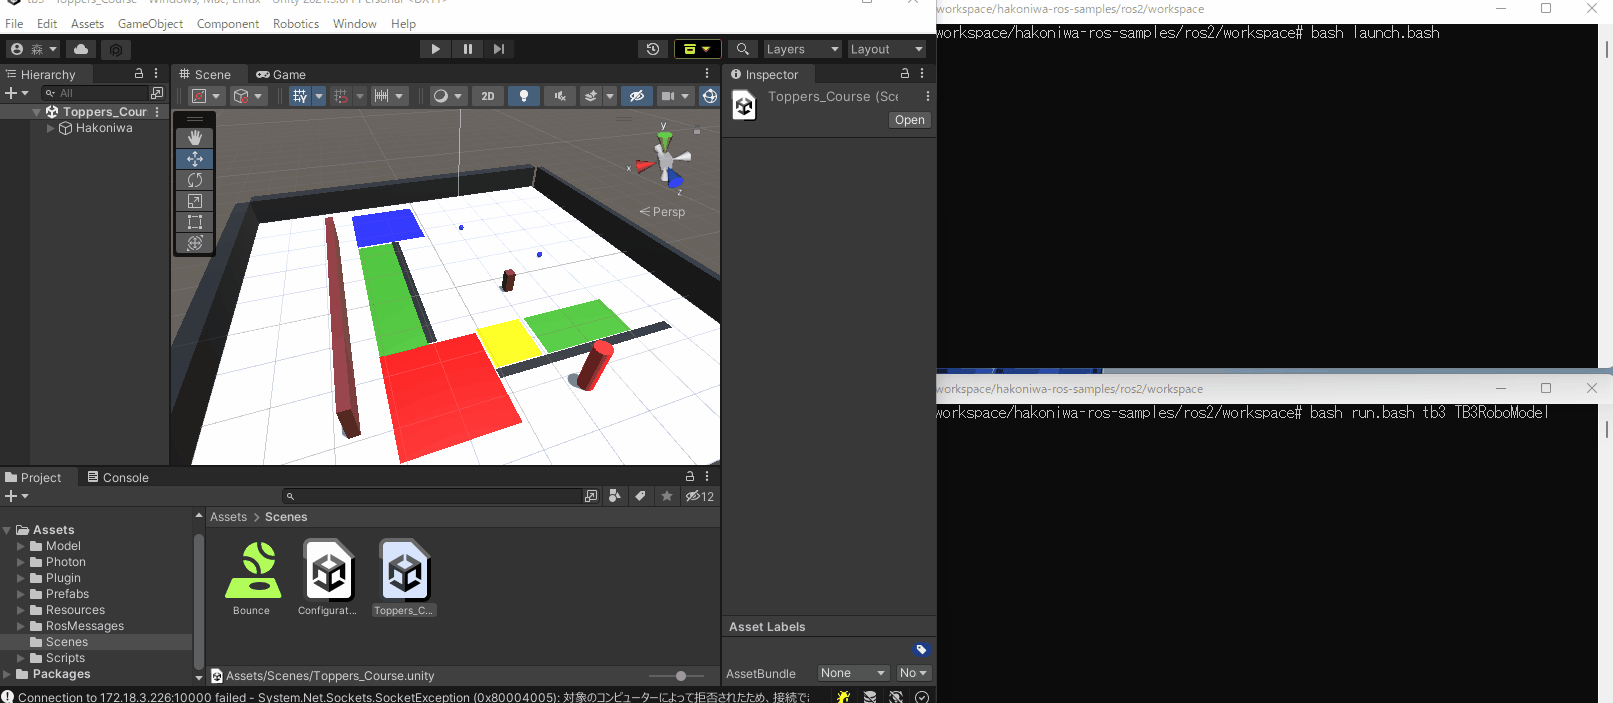 workspace/hakoniwa-ros-samples/ros2/workspace
File Edit Assets GameObject Component Robotics Window Help
workspace/hakoniwa-ros-samples/ros2/workspace# bash launch.bash
森
Layers
Layout
Hierarchy
Scene
Game
Inspector
All
2D
Toppers_Cour
Hakoniwa
Toppers_Course (Sce
Open
y
x
z
Persp
workspace/hakoniwa-ros-samples/ros2/workspace
workspace/hakoniwa-ros-samples/ros2/workspace# bash run.bash tb3 TB3RoboModel
Project
Console
12
Assets > Scenes
Assets
Model
Photon
Plugin
Prefabs
Resources
RosMessages
Scenes
Scripts
Packages
Bounce
Configurat...
Toppers_C...
Asset Labels
AssetBundle
None
No
Assets/Scenes/Toppers_Course.unity
Connection to 172.18.3.226:10000 failed - System.Net.Sockets.SocketException (0x80004005): 対象のコンピューターによって拒否されたため、接続で